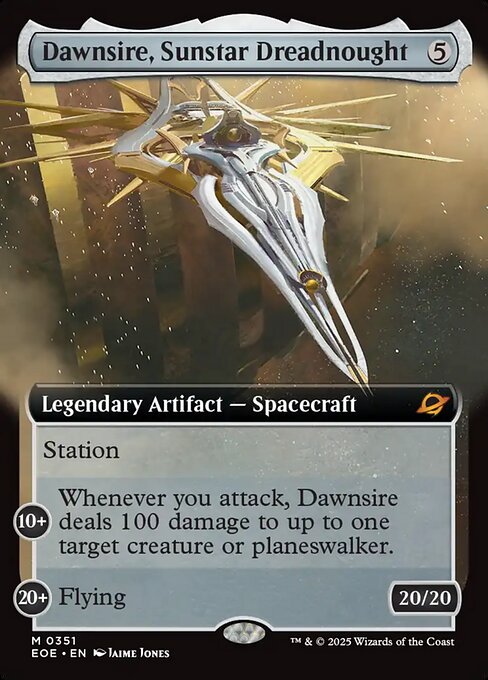 Dawnsire, Sunstar Dreadnought 5
Legendary Artifact — Spacecraft
Station
10+ Whenever you attack, Dawnsire
deals 100 damage to up to one
target creature or planeswalker.
20+ Flying
20/20
M 0351
EOE • EN Jaime Jones
™ & © 2025 Wizards of the Coast